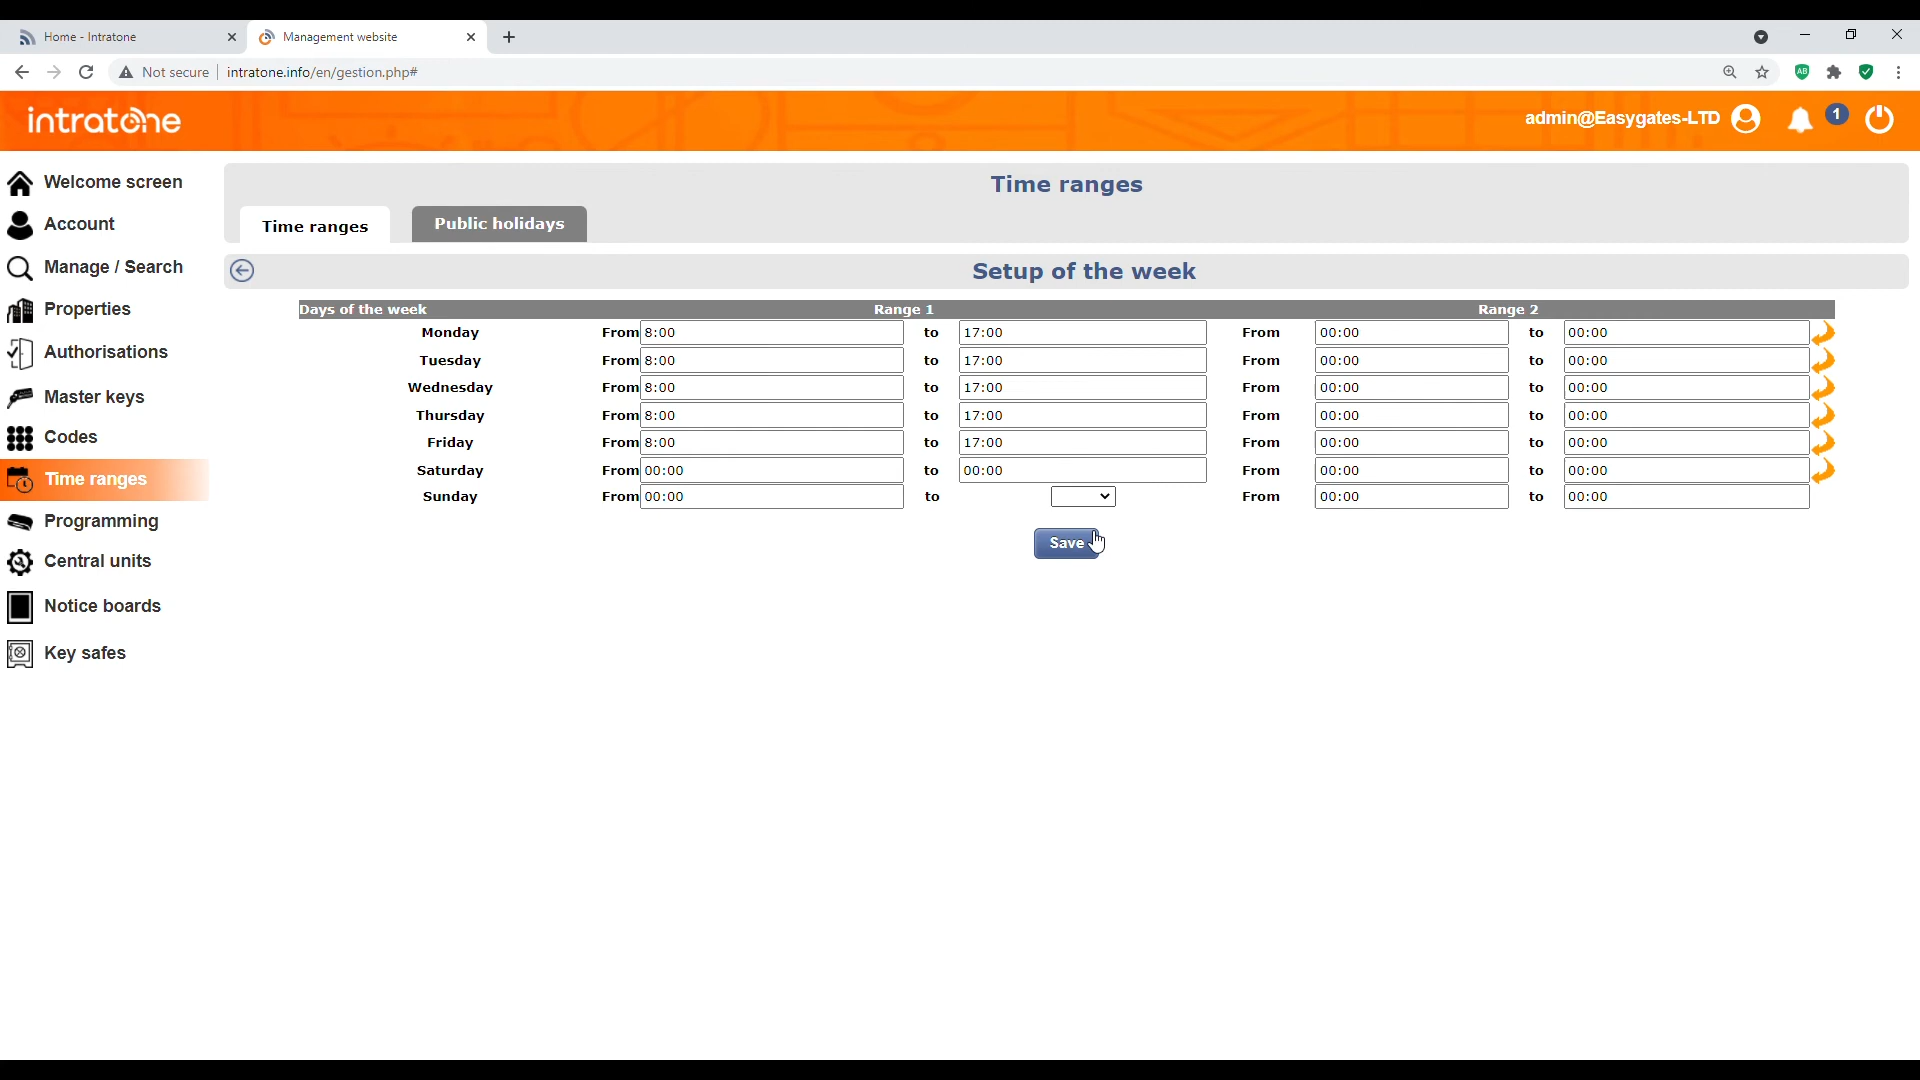 Home - Intratone
Management website
Not secure
intratone.info/en/gestion.php#
intratone
admin@Easygates-LTD
1
Welcome screen
Account
Manage / Search
Properties
Authorisations
Master keys
Codes
Time ranges
Programming
Central units
Notice boards
Key safes
Time ranges
Time ranges
Public holidays
Setup of the week
Days of the week Range 1 Range 2
Monday From 8:00 to 17:00 From 00:00 to 00:00
Tuesday From 8:00 to 17:00 From 00:00 to 00:00
Wednesday From 8:00 to 17:00 From 00:00 to 00:00
Thursday From 8:00 to 17:00 From 00:00 to 00:00
Friday From 8:00 to 17:00 From 00:00 to 00:00
Saturday From 00:00 to 00:00 From 00:00 to 00:00
Sunday From 00:00 to From 00:00 to 00:00
Save